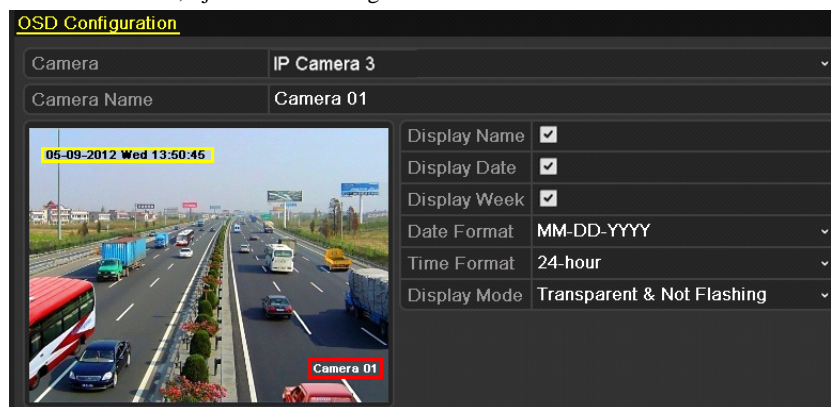 OSD Configuration
Camera IP Camera 3
Camera Name Camera 01
05-09-2012 Wed 13:50:45
Camera 01
Display Name
Display Date
Display Week
Date Format MM-DD-YYYY
Time Format 24-hour
Display Mode Transparent & Not Flashing